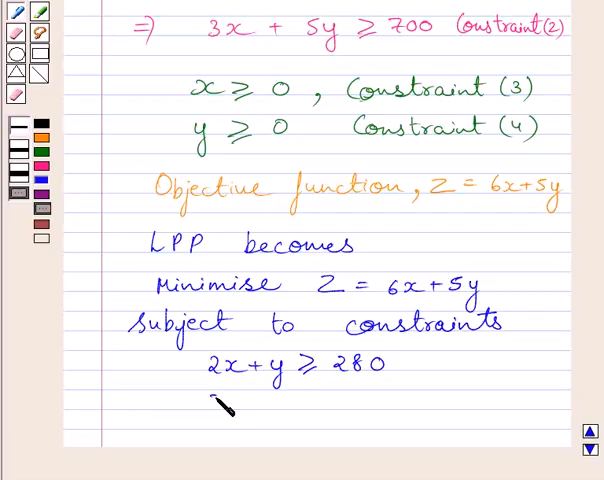 ⇒ 3x + 5y ≥ 700 Constraint (2)
x ≥ 0 , Constraint (3)
y ≥ 0 Constraint (4)
Objective function, Z = 6x+5y
LPP becomes
Minimise Z = 6x+5y
Subject to constraints
2x+y ≥ 280